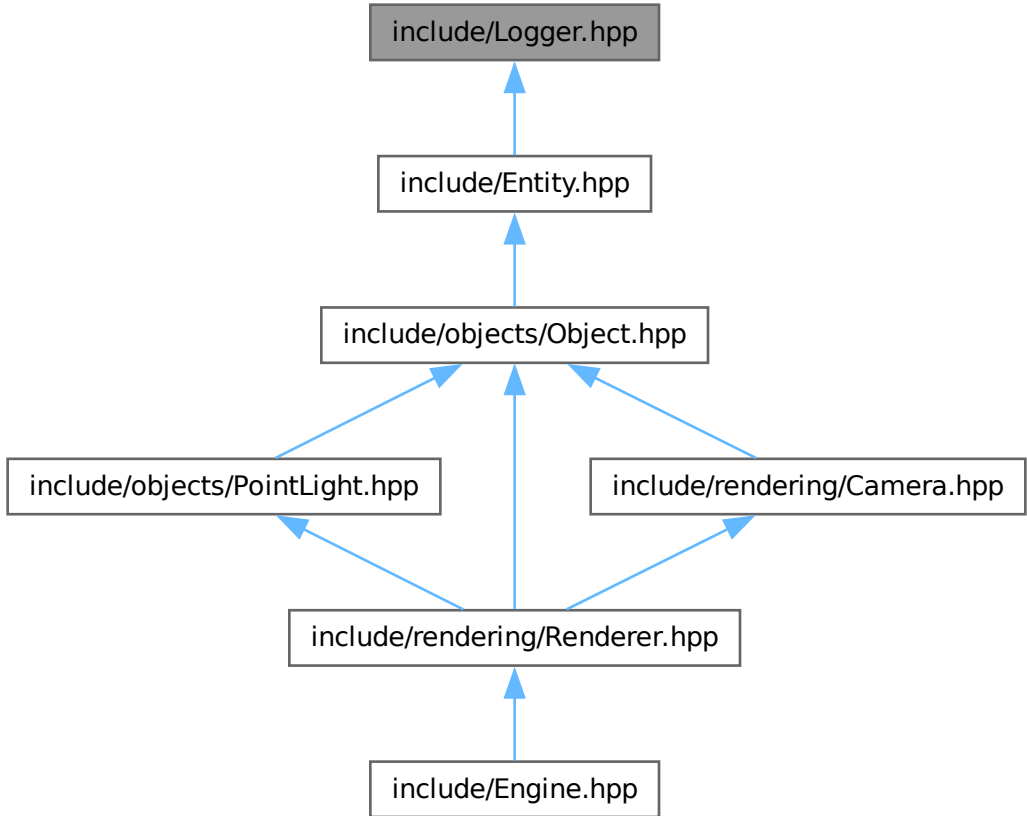 include/Logger.hpp
include/Entity.hpp
include/objects/Object.hpp
include/objects/PointLight.hpp
include/rendering/Camera.hpp
include/rendering/Renderer.hpp
include/Engine.hpp